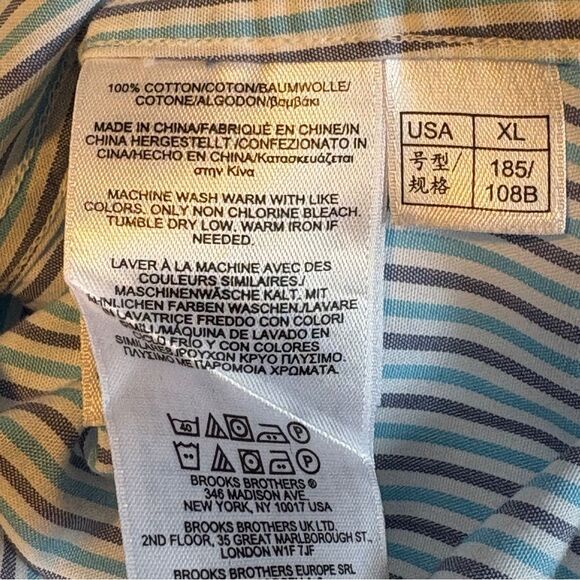 100% COTTON/COTON/BAUMWOLLE/
COTONE/ALGODON/βαμβάκι
MADE IN CHINA/FABRIQUÉ EN CHINE/IN
CHINA HERGESTELLT/CONFEZIONATO IN
CINA/HECHO EN CHINA/Κατασκευάζεται
στην Κίνα
MACHINE WASH WARM WITH LIKE
COLORS. ONLY NON CHLORINE BLEACH.
TUMBLE DRY LOW. WARM IRON IF
NEEDED.
LAVER À LA MACHINE AVEC DES
COULEURS SIMILAIRES./
MASCHINENWÄSCHE KALT. MIT
ÄHNLICHEN FARBEN WASCHEN./LAVARE
IN LAVATRICE FREDDO CON COLORI
SIMILI./MÁQUINA DE LAVADO EN
CICLO FRÍO Y CON COLORES
SIMILARES ΚΡΥΟ ΠΛΥΣΙΜΟ.
ΠΛΥΣΙΜΟ ΜΕ ΠΑΡΟΜΟΙΑ ΧΡΩΜΑΤΑ.
40 P
P
BROOKS BROTHERS ®
346 MADISON AVE.
NEW YORK, NY 10017 USA
BROOKS BROTHERS UK LTD.
2ND FLOOR, 35 GREAT MARLBOROUGH ST.
LONDON W1F 7JF
BROOKS BROTHERS EUROPE SRL
USA XL
号型/ 185/
规格 108B